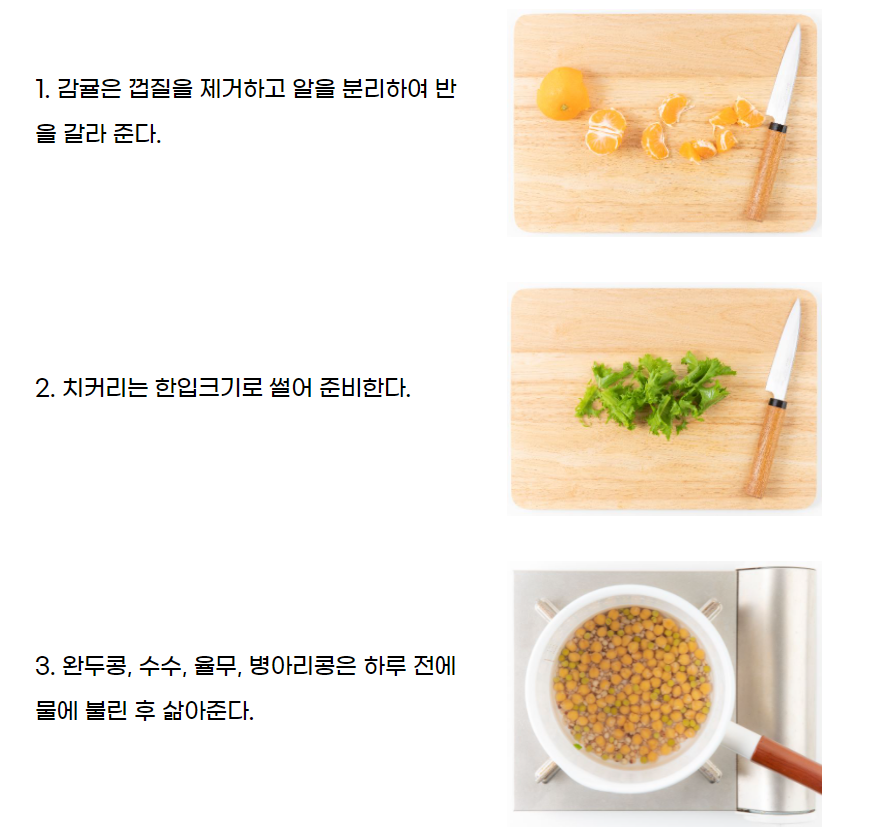 1. 감귤은 껍질을 제거하고 알을 분리하여 반
을 갈라 준다.
2. 치커리는 한입크기로 썰어 준비한다.
3. 완두콩, 수수, 율무, 병아리콩은 하루 전에
물에 불린 후 삶아준다.